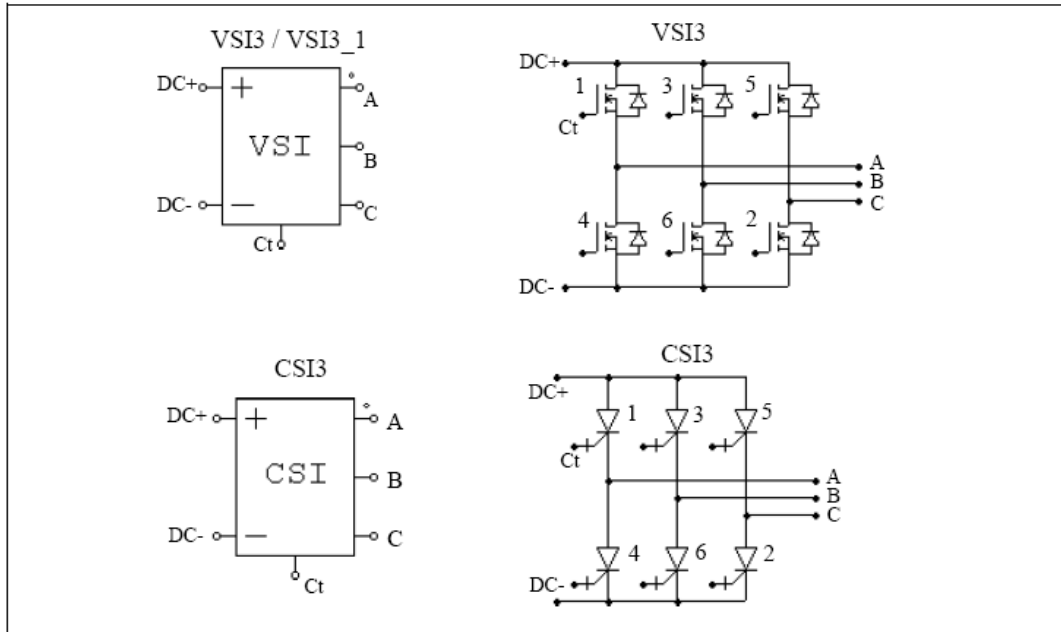 VSI3 / VSI3_1
DC+
A
VSI
B
DC-
C
Ct
VSI3
DC+
1
3
5
Ct
A
B
C
4
6
2
DC-
CSI3
DC+
A
CSI
B
DC-
C
Ct
CSI3
DC+
1
3
5
Ct
A
B
C
4
6
2
DC-